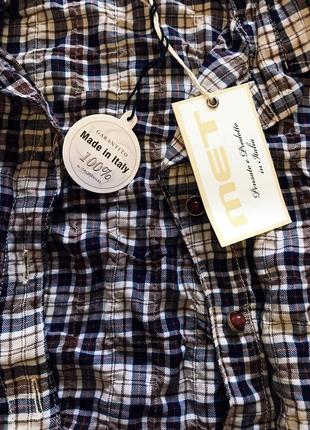 GARANTITO
Made in Italy
100%
MET
Pensato e Prodotto
in Italia